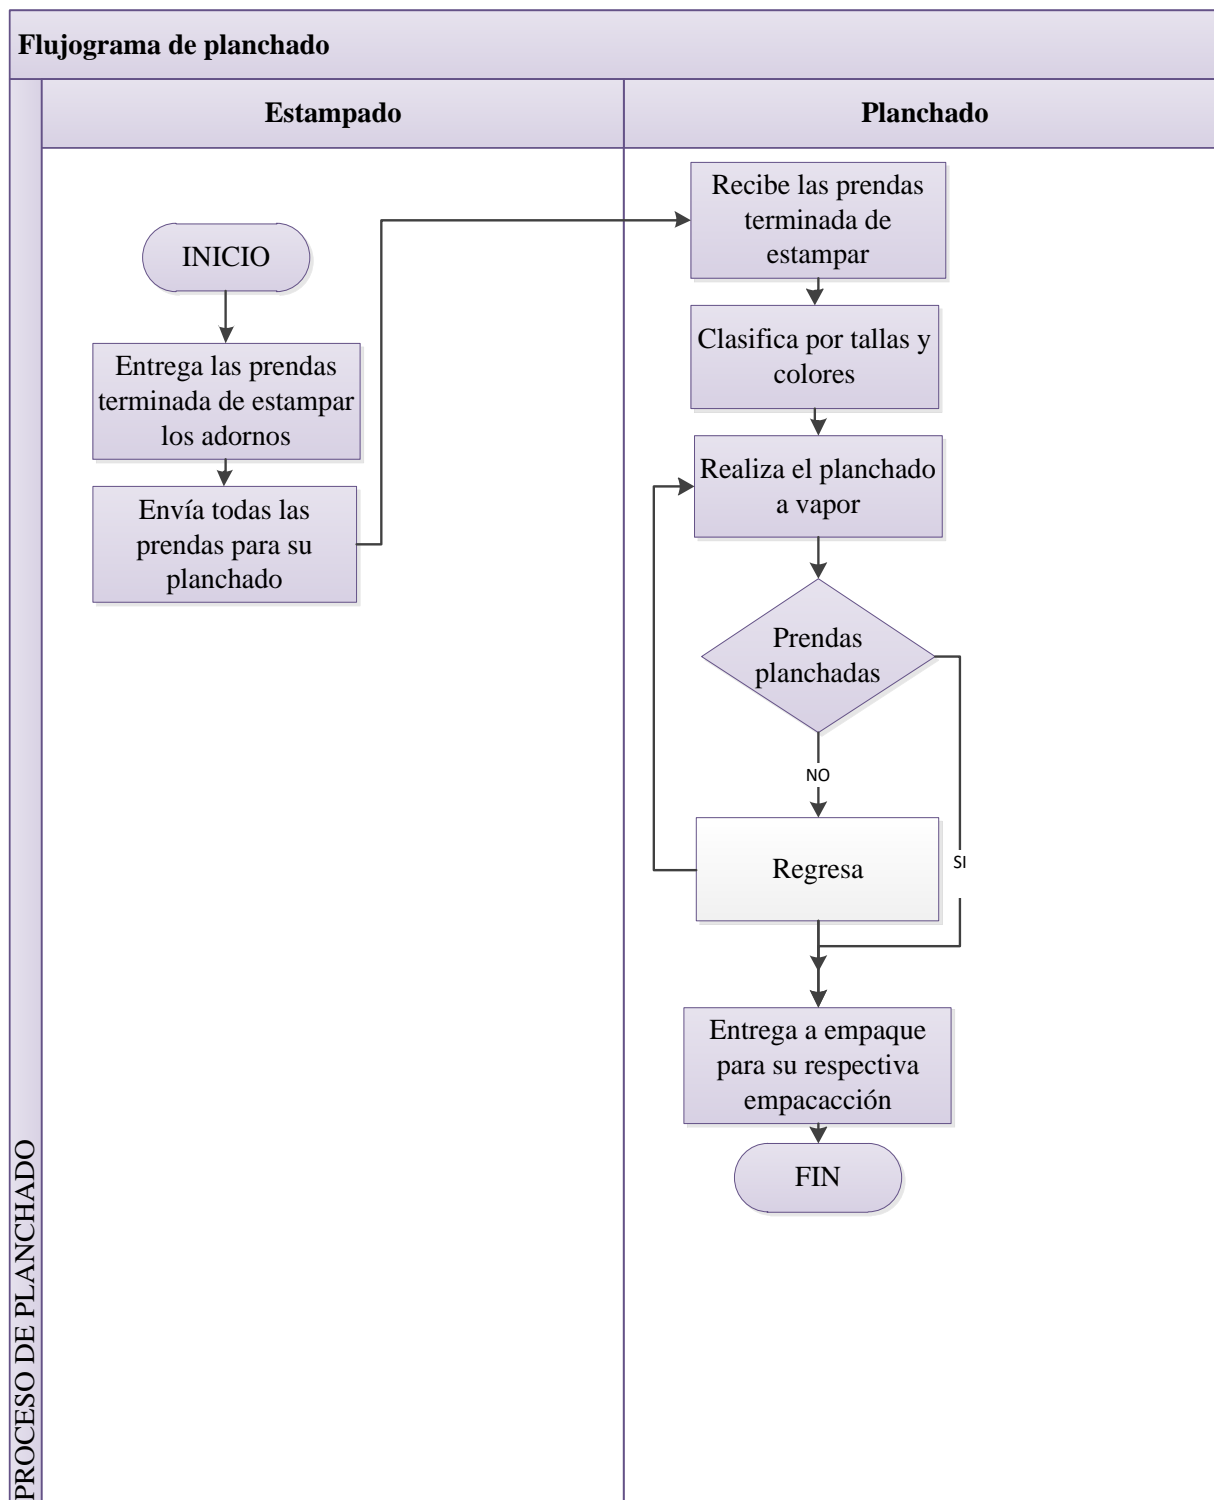 Flujograma de planchado
Estampado
Planchado
INICIO
Entrega las prendas
terminada de estampar
los adornos
Envía todas las
prendas para su
planchado
Recibe las prendas
terminada de
estampar
Clasifica por tallas y
colores
Realiza el planchado
a vapor
Prendas
planchadas
NO
Regresa
SI
Entrega a empaque
para su respectiva
empacacción
FIN
PROCESO DE PLANCHADO